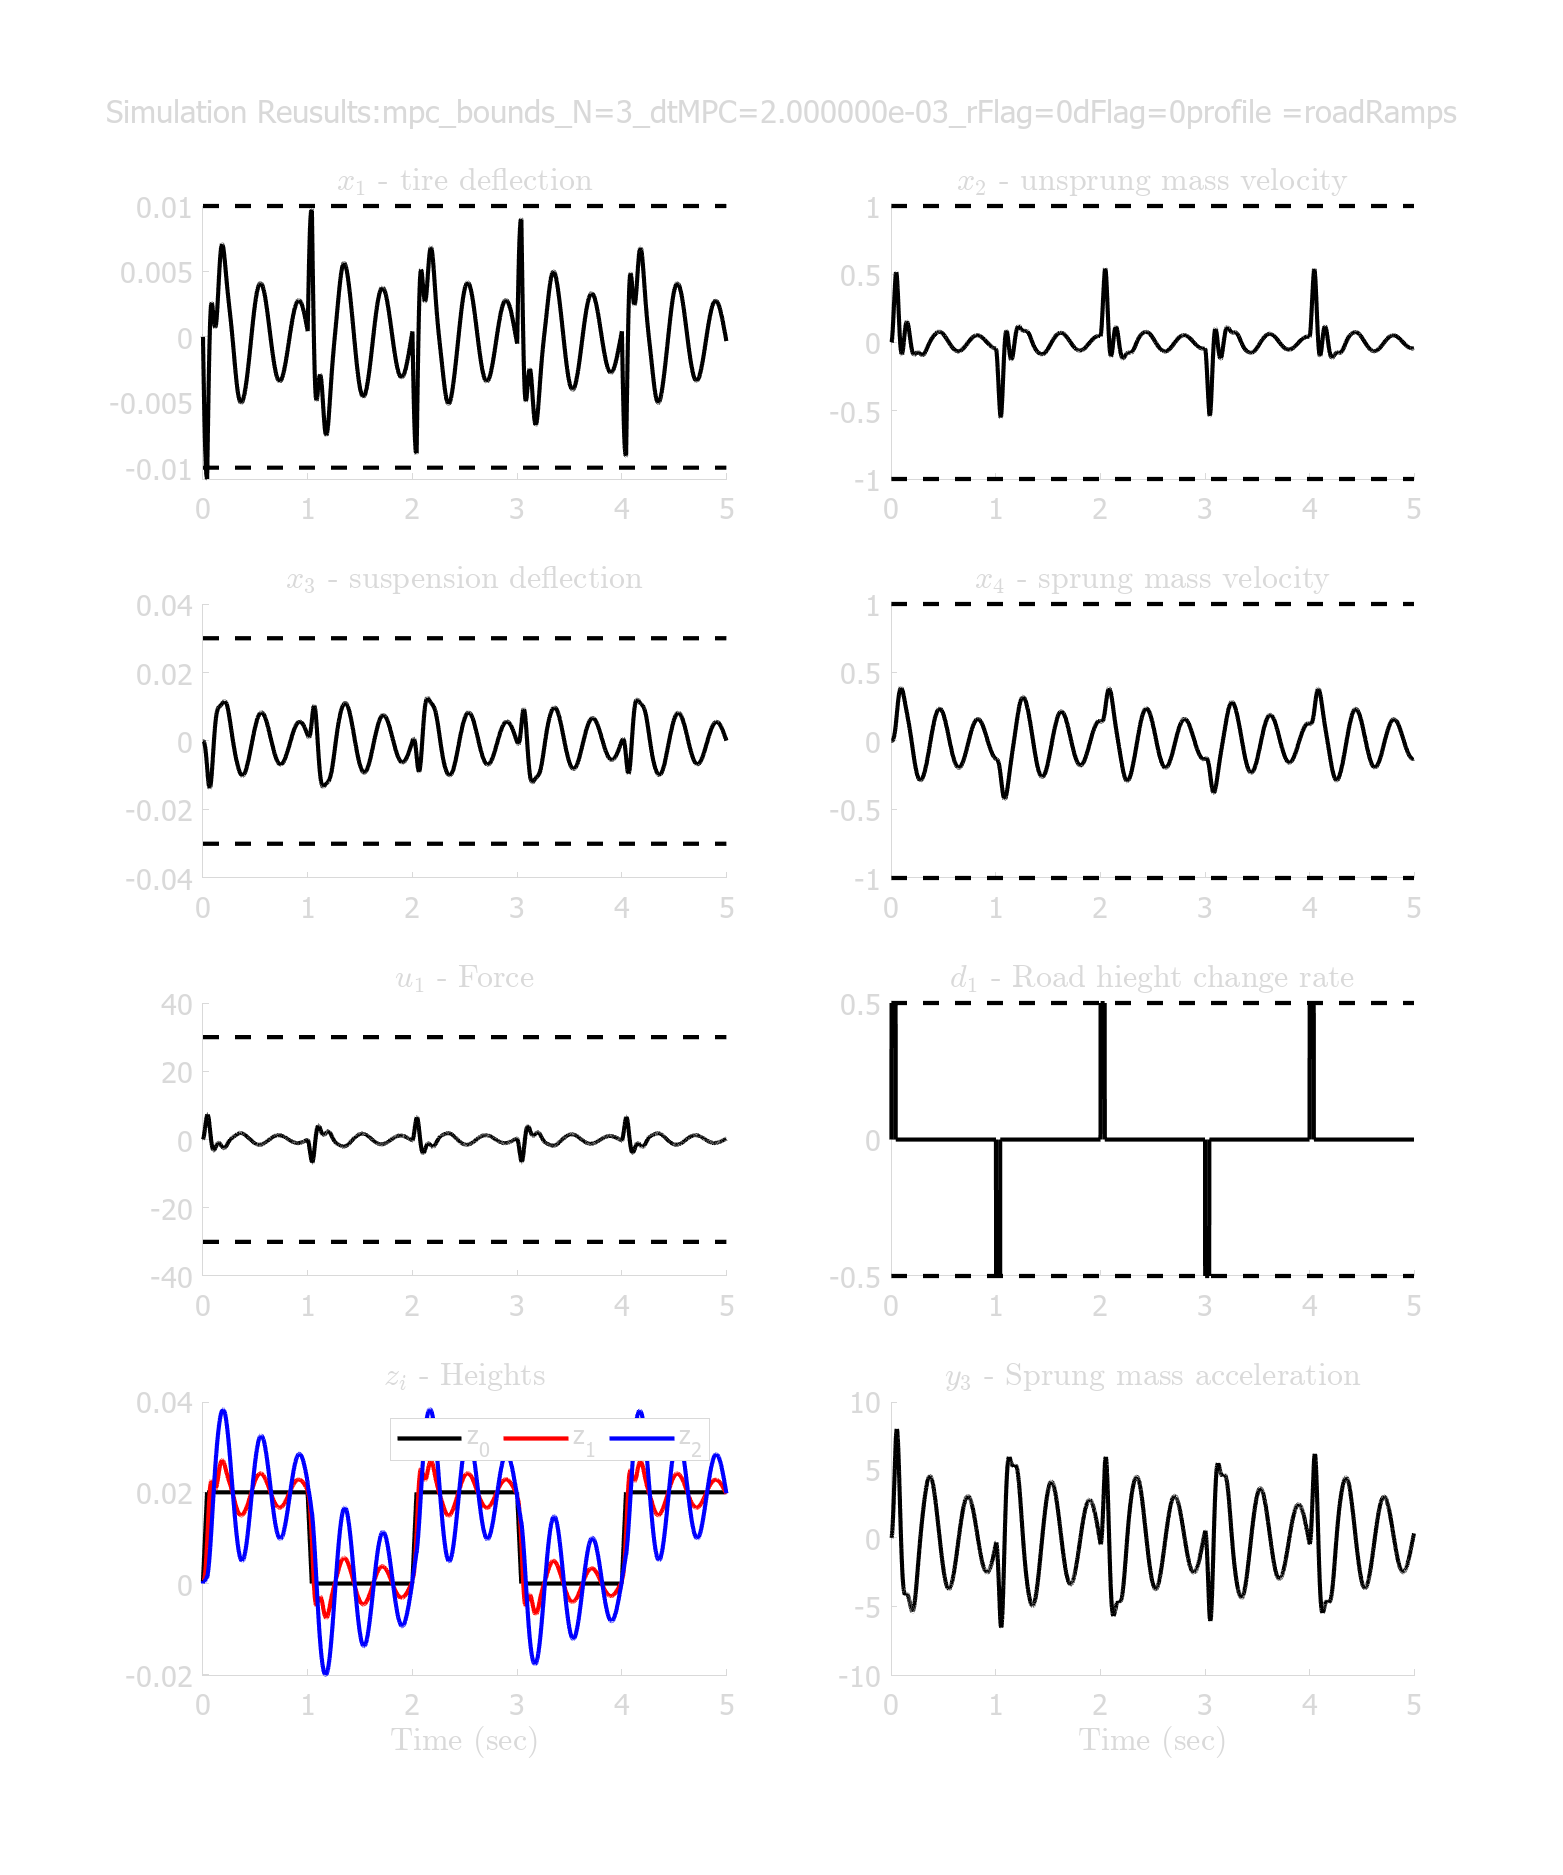 Simulation Reusults:mpc_bounds_N=3_dtMPC=2.000000e-03_rFlag=0dFlag=0profile =roadRamps
x1 - tire deflection
0.01
0.005
0
-0.005
-0.01
0 1 2 3 4 5
x2 - unsprung mass velocity
1
0.5
0
-0.5
-1
0 1 2 3 4 5
x3 - suspension deflection
0.04
0.02
0
-0.02
-0.04
0 1 2 3 4 5
x4 - sprung mass velocity
1
0.5
0
-0.5
-1
0 1 2 3 4 5
u1 - Force
40
20
0
-20
-40
0 1 2 3 4 5
d1 - Road hieght change rate
0.5
0
-0.5
0 1 2 3 4 5
zi - Heights
0.04
0.02
0
-0.02
z0 z1 z2
0 1 2 3 4 5
Time (sec)
y3 - Sprung mass acceleration
10
5
0
-5
-10
0 1 2 3 4 5
Time (sec)